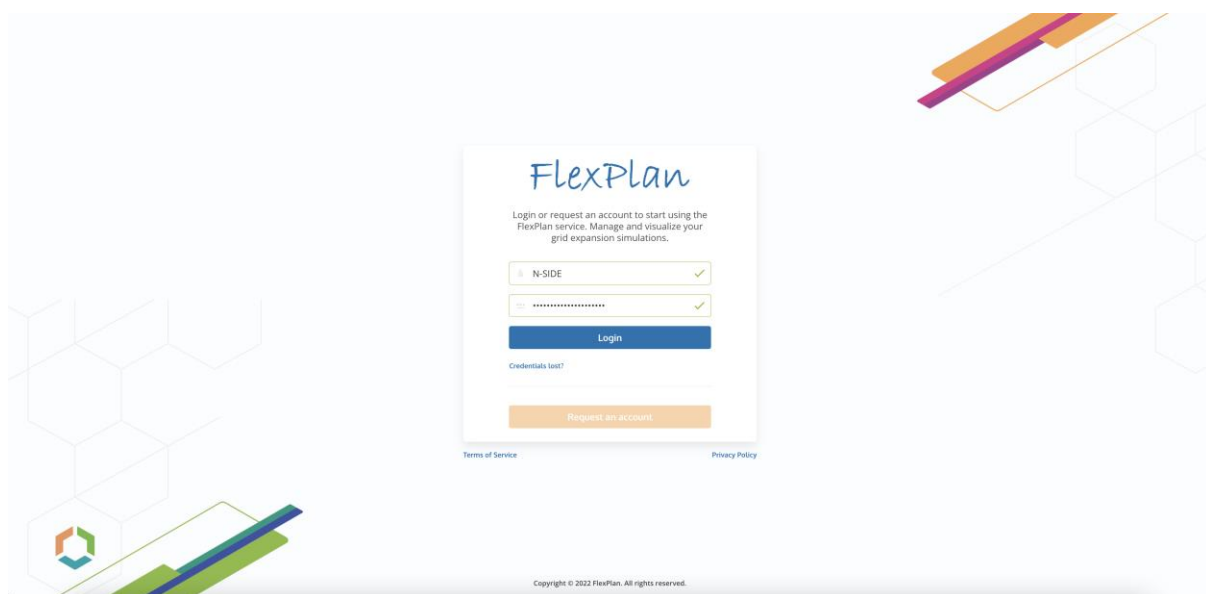 FlexPlan
Login or request an account to start using the
FlexPlan service. Manage and visualize your
grid expansion simulations.
N-SIDE
••••••••••••••••••••
Login
Credentials lost?
Request an account
Terms of Service
Privacy Policy
Copyright © 2022 FlexPlan. All rights reserved.